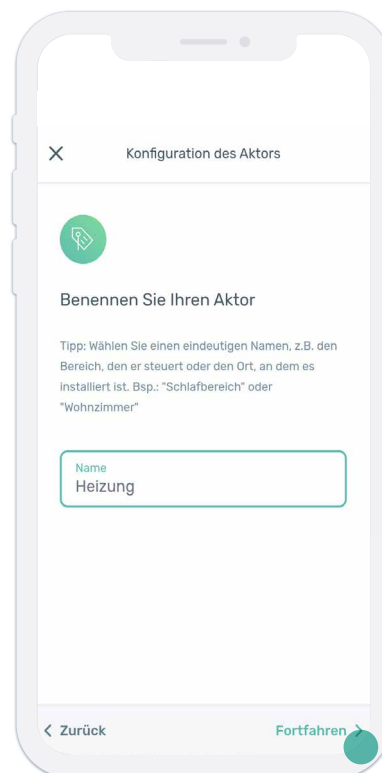 Konfiguration des Aktors
Benennen Sie Ihren Aktor
Tipp: Wählen Sie einen eindeutigen Namen, z.B. den
Bereich, den er steuert oder den Ort, an dem es
installiert ist. Bsp.: "Schlafbereich" oder
"Wohnzimmer"
Name
Heizung
Zurück
Fortfahren